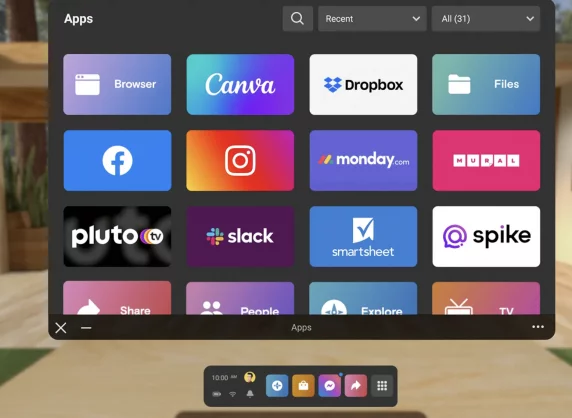 Apps
Recent
All (31)
Browser
Canva
Dropbox
Files
monday.com
MURAL
pluto tv
slack
smartsheet
spike
Share
People
Explore
TV
Apps
10:00